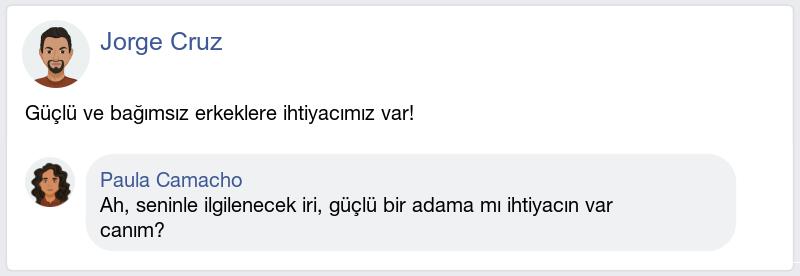 Jorge Cruz
Güçlü ve bağımsız erkeklere ihtiyacımız var!
Paula Camacho
Ah, seninle ilgilenecek iri, güçlü bir adama mı ihtiyacın var
canım?